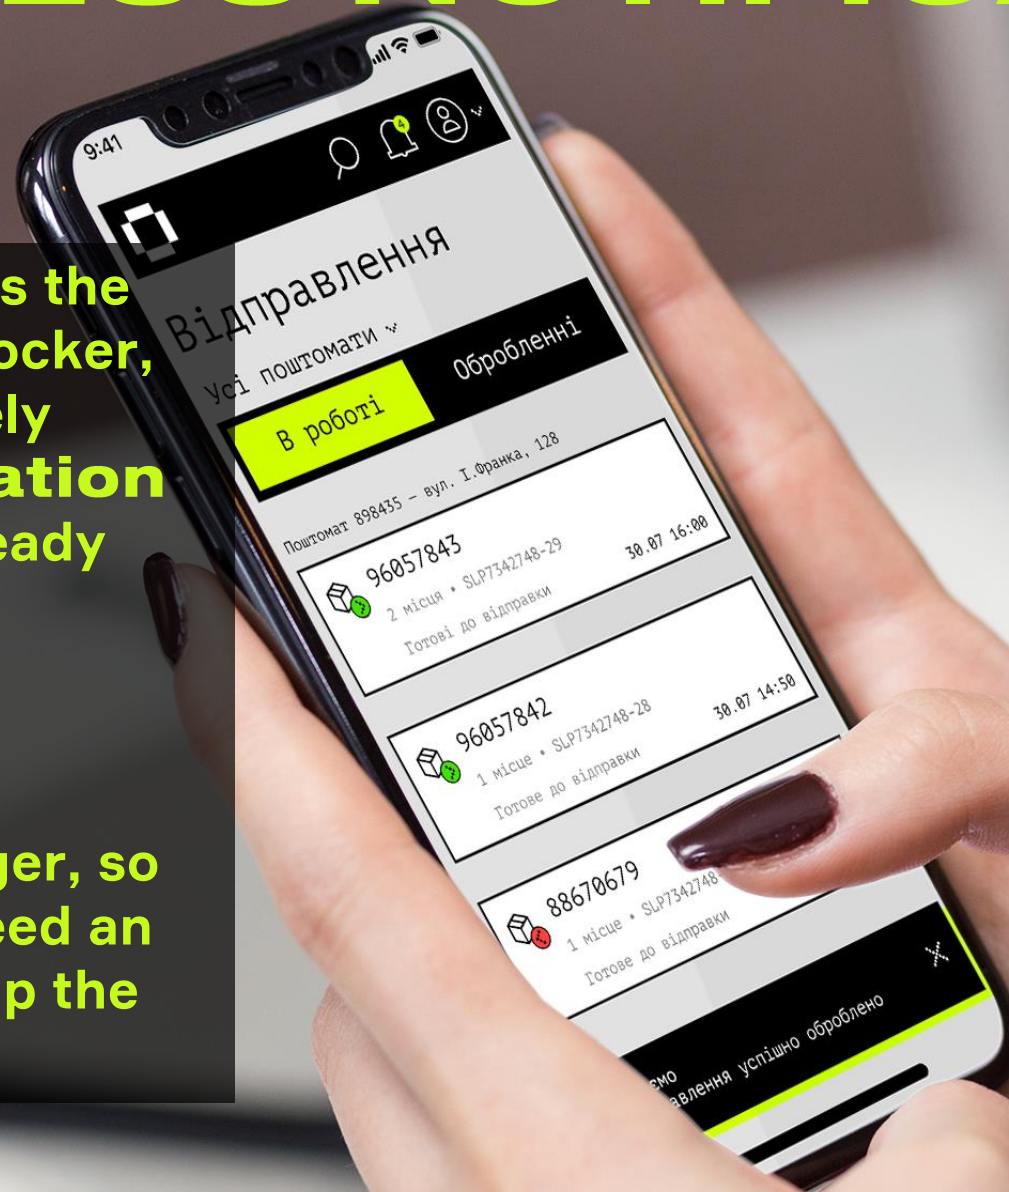 9:41
4
Відправлення
Усі поштомати
В роботі
Обробленні
Поштомат 898435 — вул. І.Франка, 128
96057843
2 місця • SLP7342748-29
30.07 16:00
Готові до відправки
96057842
1 місце • SLP7342748-28
30.07 14:50
Готове до відправки
88670679
1 місце • SLP7342748
Готове до відправки
успішно оброблено
s the
ocker,
ely
ation
eady
ger, so
eed an
p the